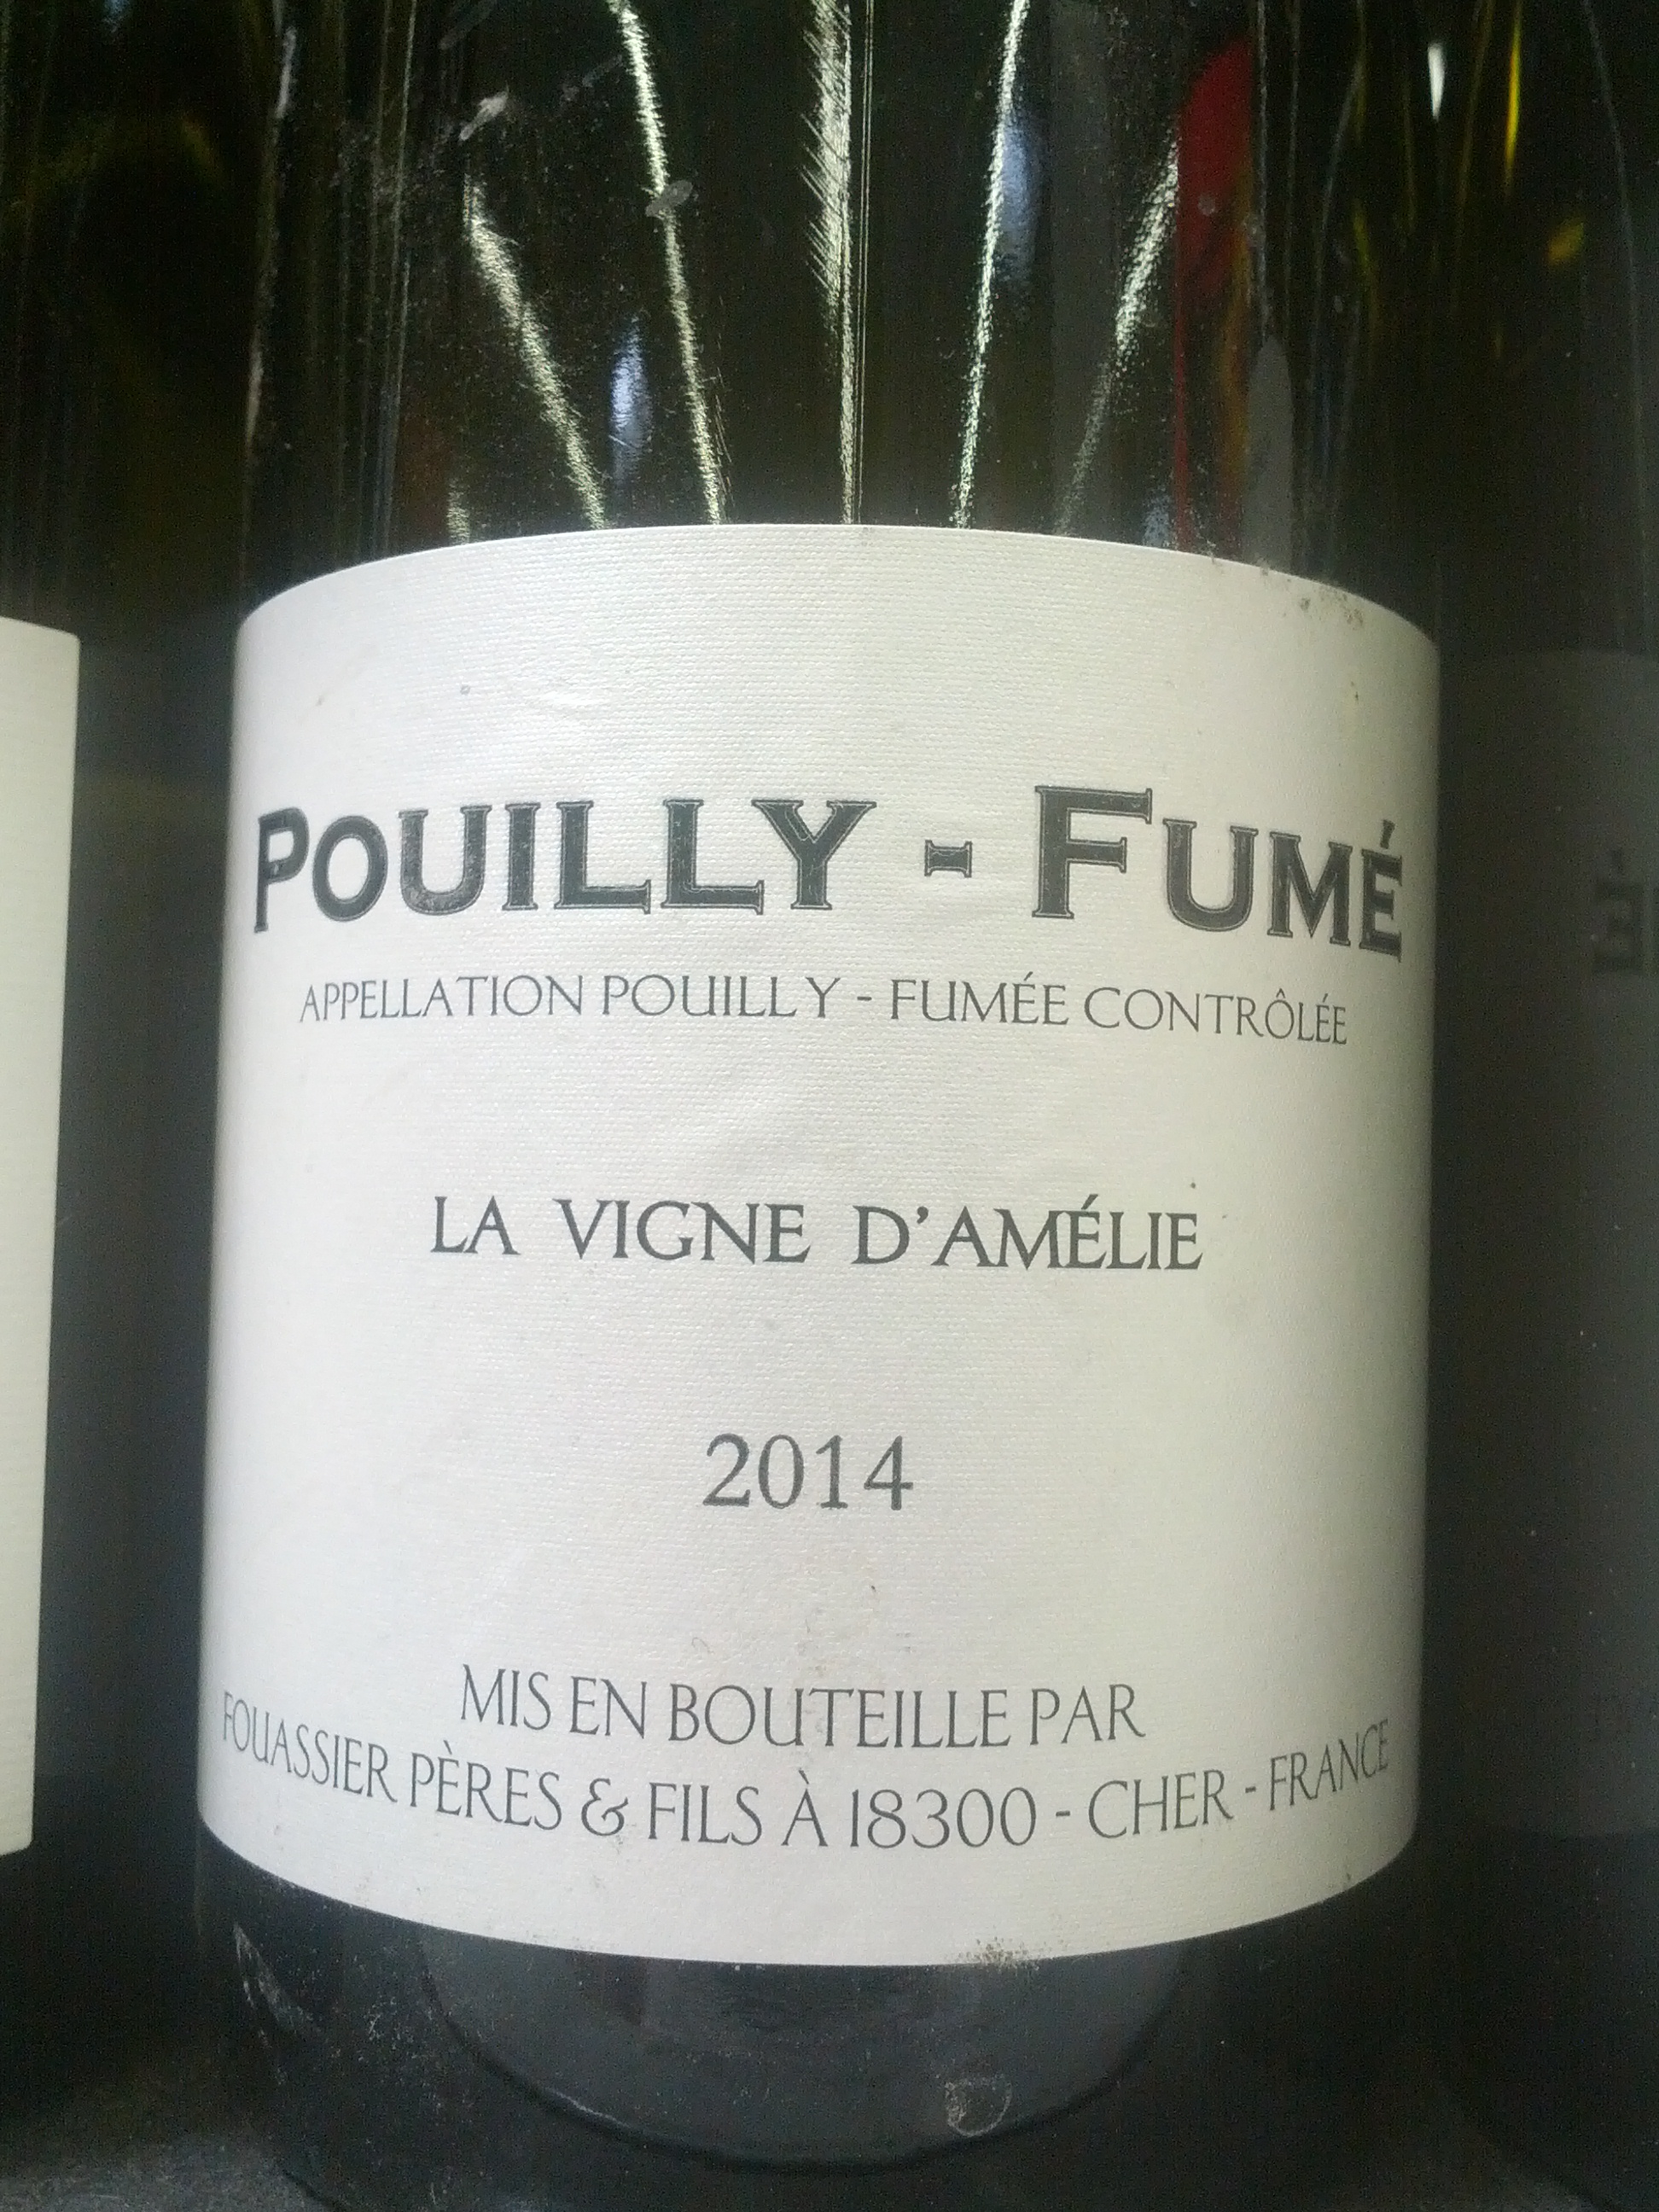 POUILLY - FUMÉ
APPELLATION POUILLY - FUMÉE CONTRÔLÉE
LA VIGNE D'AMÉLIE
2014
MIS EN BOUTEILLE PAR
FOUASSIER PÈRES & FILS À 18300 - CHER - FRANCE